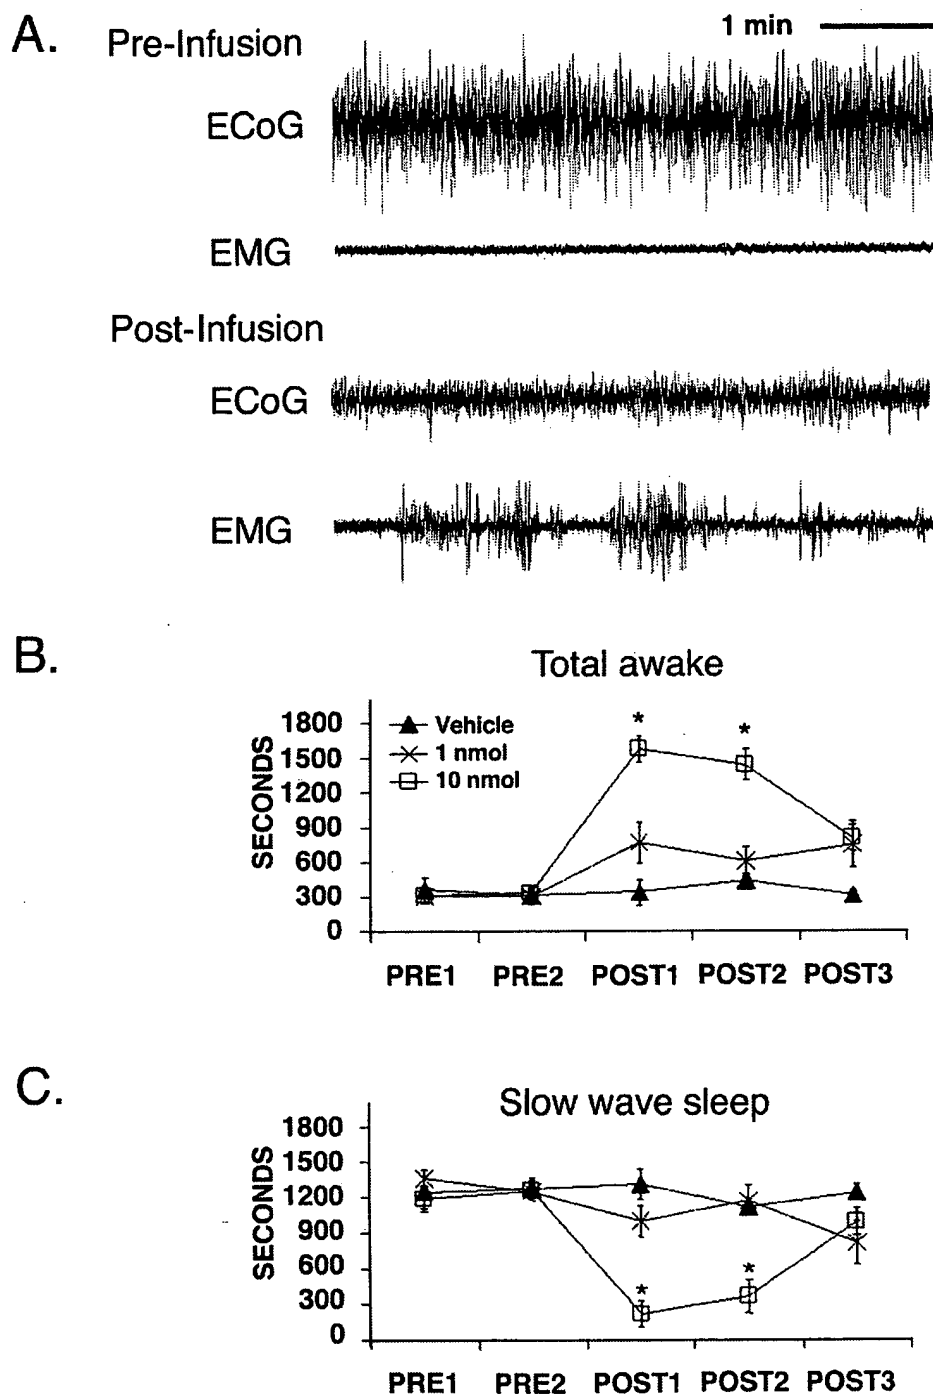 A.
Pre-Infusion
1 min
ECoG
EMG
Post-Infusion
ECoG
EMG
B.
Total awake
SECONDS
1800
1500
1200
900
600
300
0
Vehicle
1 nmol
10 nmol
*
*
PRE1 PRE2 POST1 POST2 POST3
C.
Slow wave sleep
SECONDS
1800
1500
1200
900
600
300
0
*
*
PRE1 PRE2 POST1 POST2 POST3